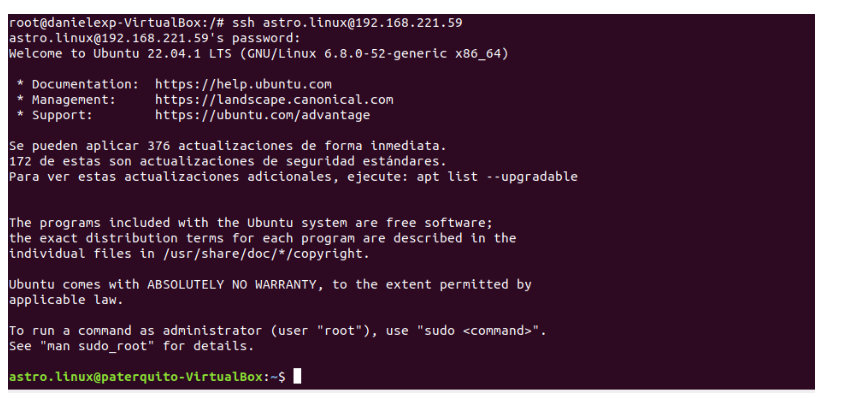 root@danielexp-VirtualBox:/# ssh astro.linux@192.168.221.59
astro.linux@192.168.221.59's password:
Welcome to Ubuntu 22.04.1 LTS (GNU/Linux 6.8.0-52-generic x86_64)
* Documentation:  https://help.ubuntu.com
* Management:     https://landscape.canonical.com
* Support:        https://ubuntu.com/advantage
Se pueden aplicar 376 actualizaciones de forma inmediata.
172 de estas son actualizaciones de seguridad estándares.
Para ver estas actualizaciones adicionales, ejecute: apt list --upgradable
The programs included with the Ubuntu system are free software;
the exact distribution terms for each program are described in the
individual files in /usr/share/doc/*/copyright.
Ubuntu comes with ABSOLUTELY NO WARRANTY, to the extent permitted by
applicable law.
To run a command as administrator (user "root"), use "sudo <command>".
See "man sudo_root" for details.
astro.linux@paterquito-VirtualBox:~$